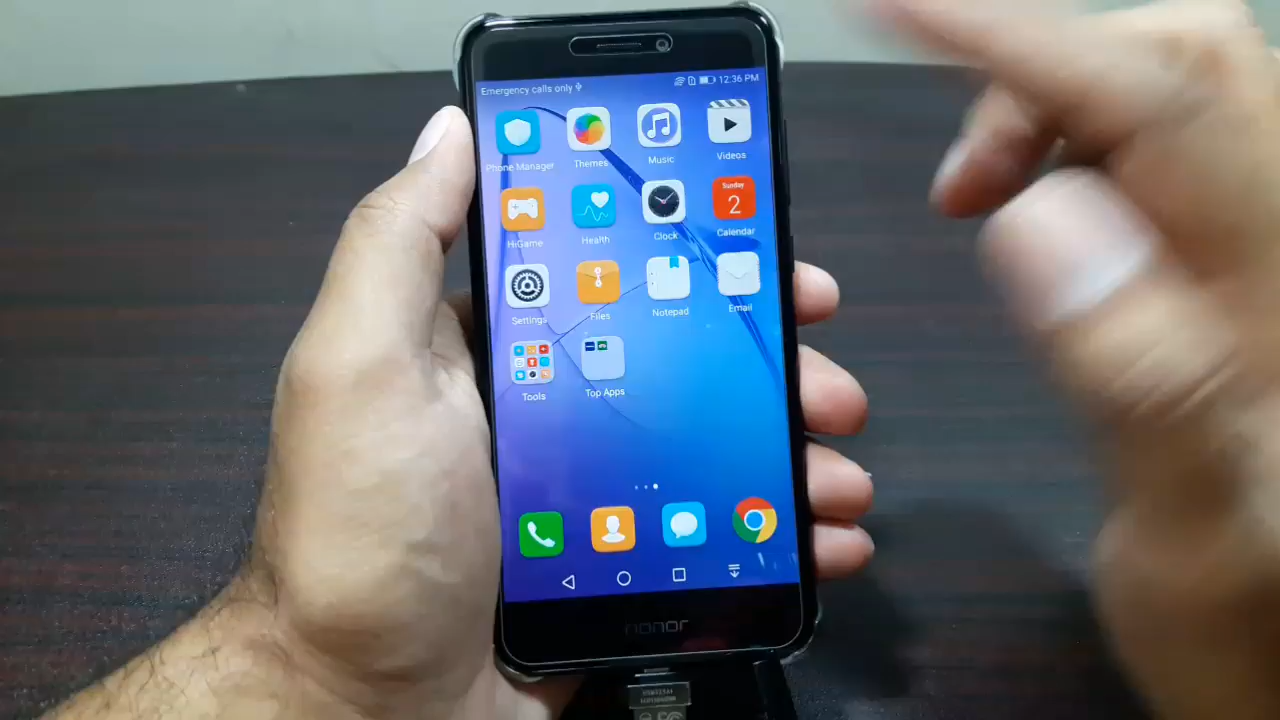 Emergency calls only 12:36 PM
Phone Manager Themes Music Videos
Sunday
2
HiGame Health Clock Calendar
Settings Files Notepad Email
Tools Top Apps
honor